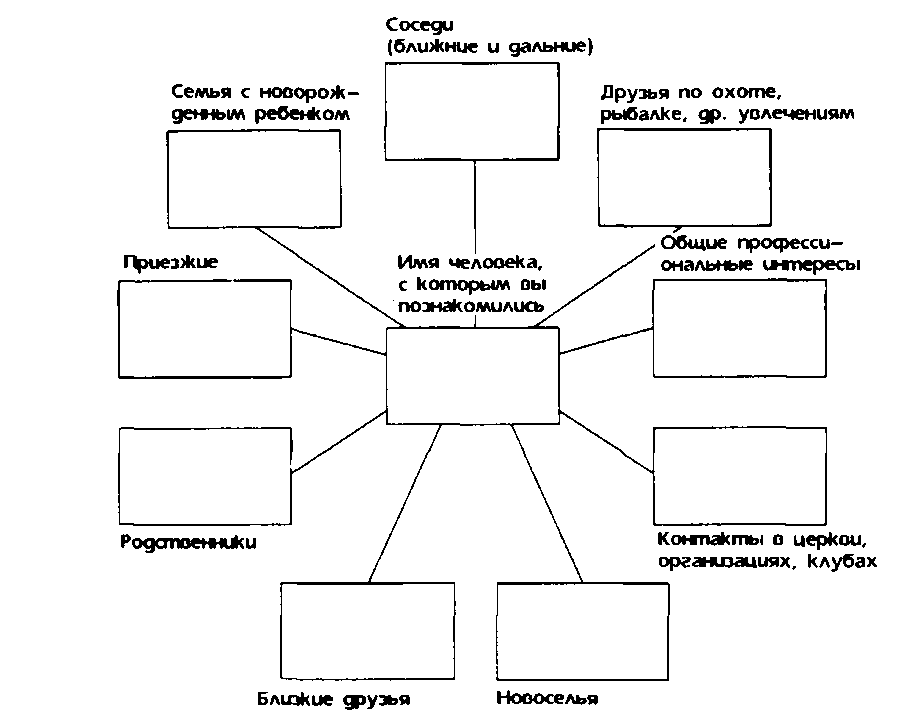 Соседи
(ближние и дальние)
Семья с новорож-
денным ребенком
Друзья по охоте,
рыбалке, др. увлечениям
Приезжие
Имя человека,
с которым вы
познакомились
Общие професси-
ональные интересы
Родственники
Контакты в церкви,
организациях, клубах
Близкие друзья
Новоселья